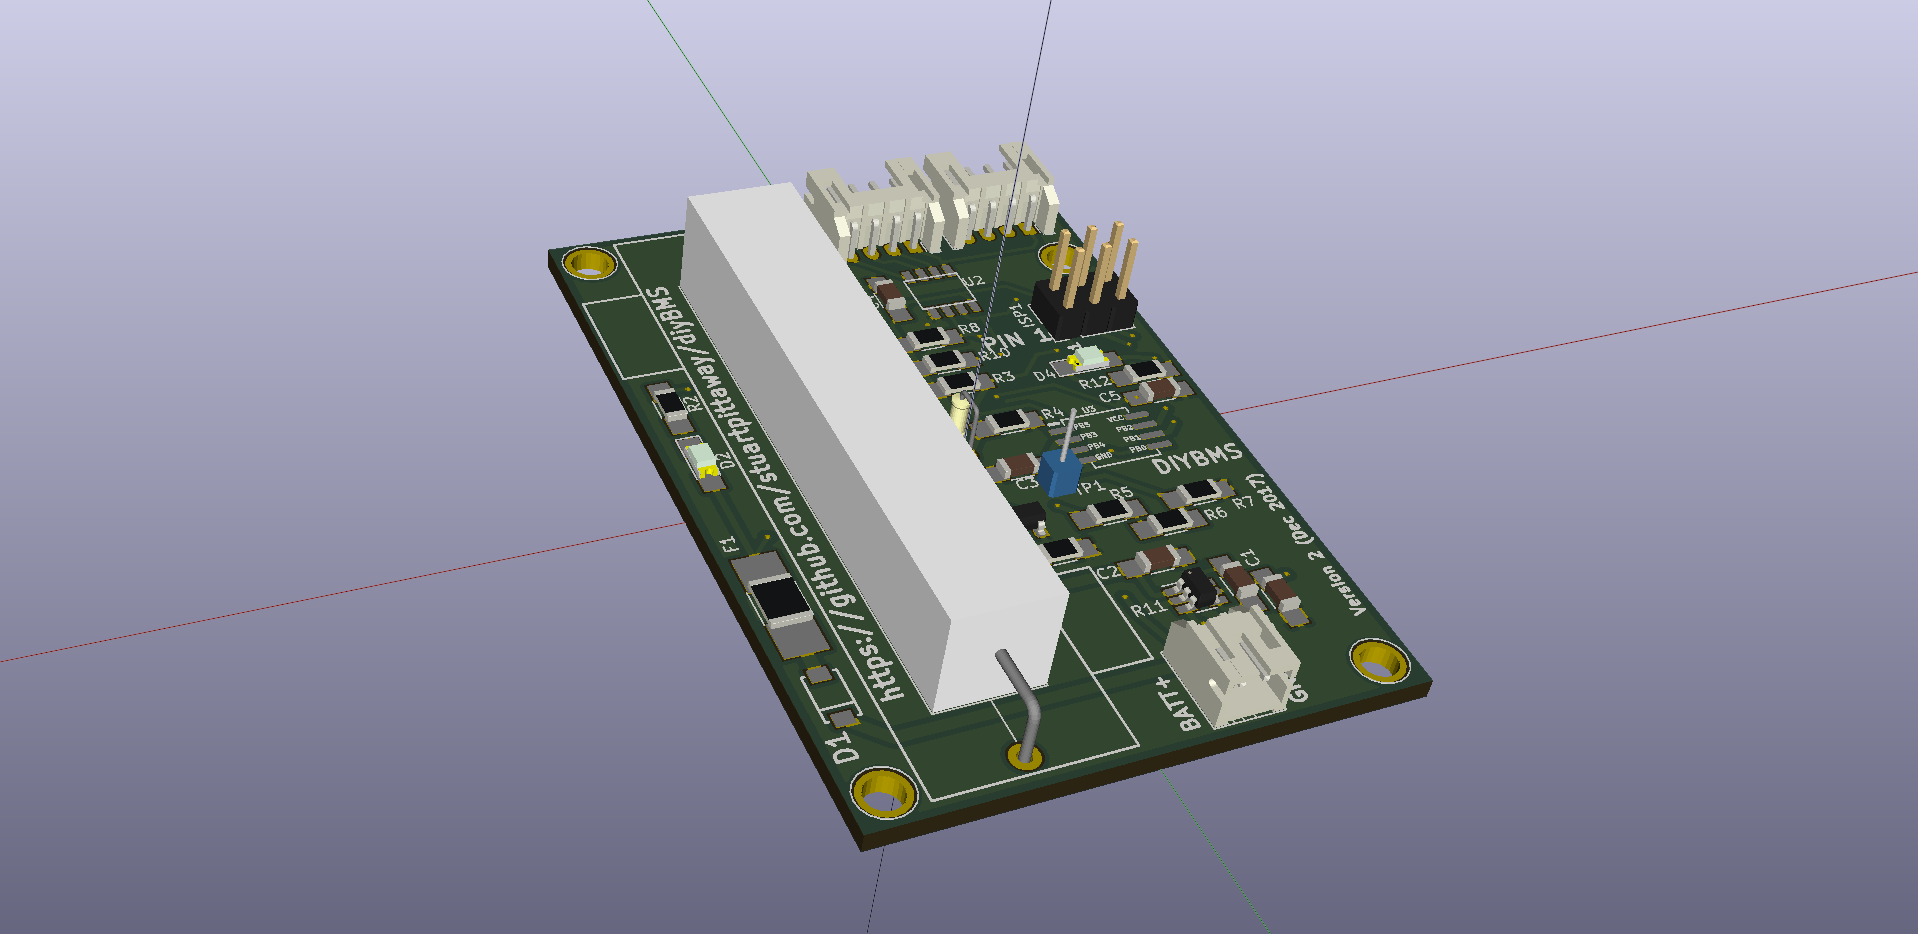 U2
R8
R10
R3
PIN 1
/SP1
D4
R12
C5
R4
U3
PB5
PB3
PB4
GND
VCC
PB2
PB1
PB0
DIYBMS
Version 2 (Dec 2017)
C3
R5
R6
R7
C2
C1
R11
BATT+
R2
D2
F1
D1
https://github.com/stuartpittaway/diyBMS